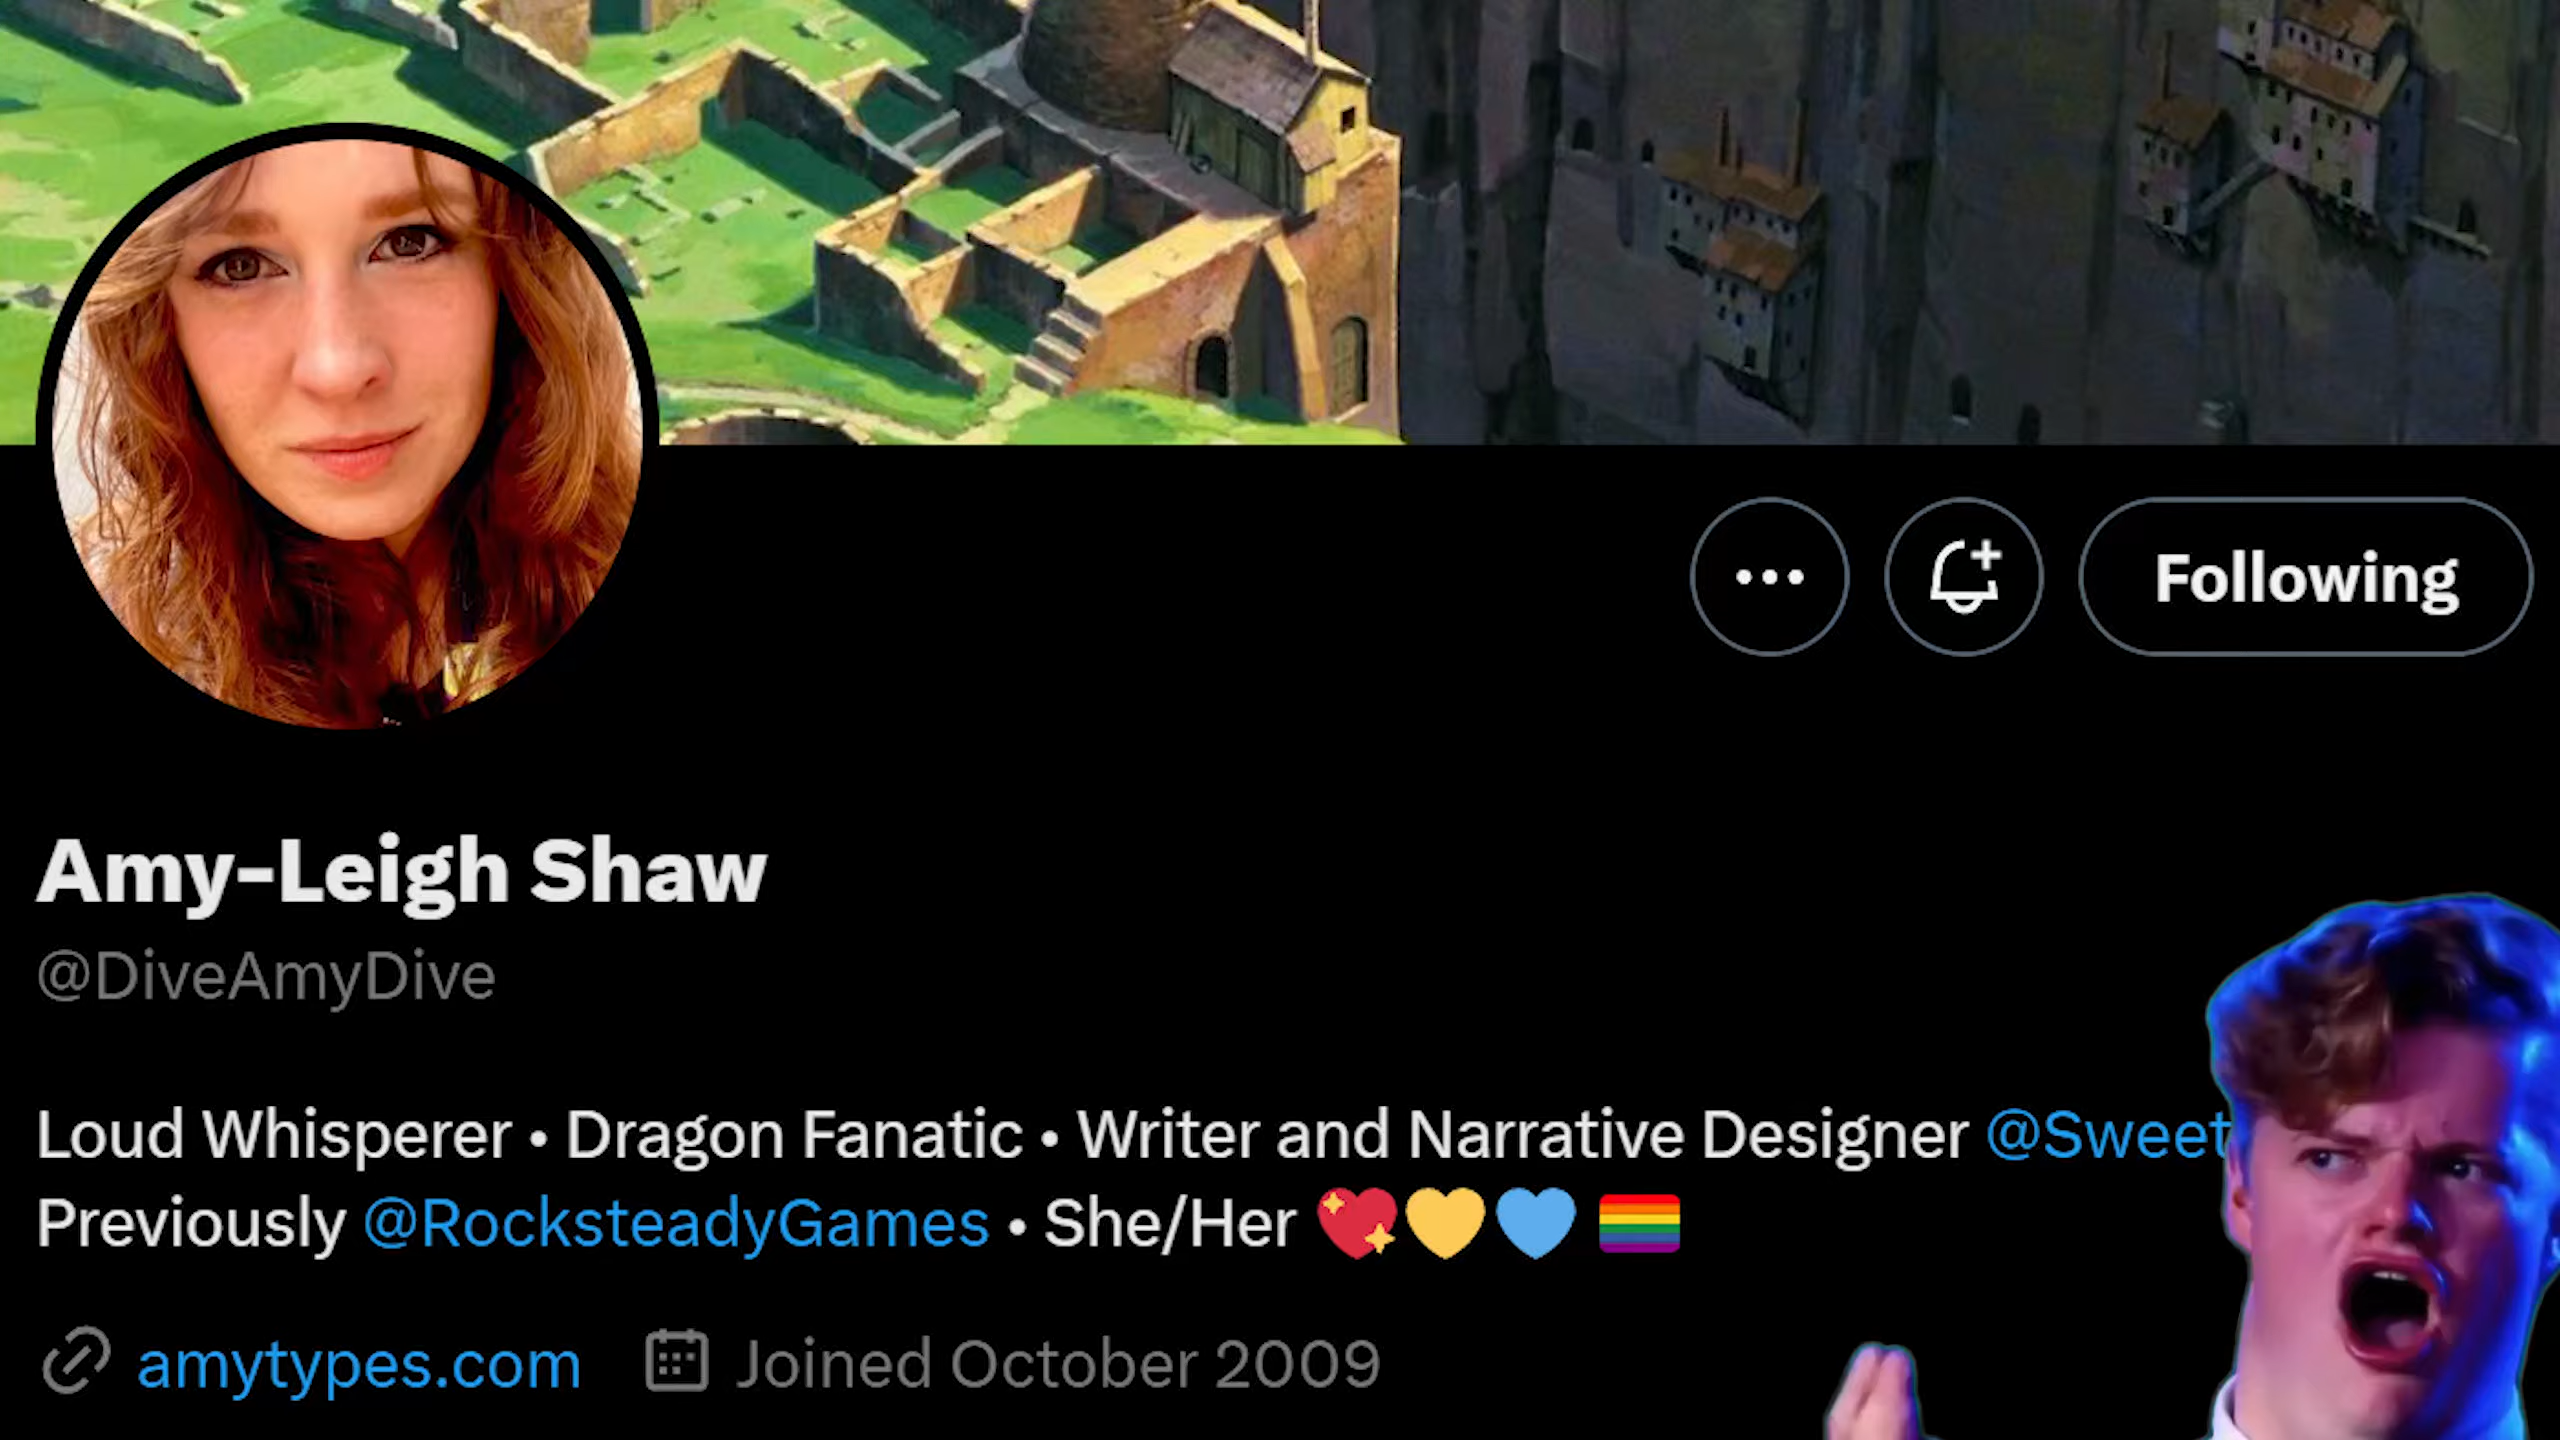 Following
Amy-Leigh Shaw
@DiveAmyDive
Loud Whisperer • Dragon Fanatic • Writer and Narrative Designer @Sweet
Previously @RocksteadyGames • She/Her 💖💛💙 🏳️‍🌈
amytypes.com Joined October 2009